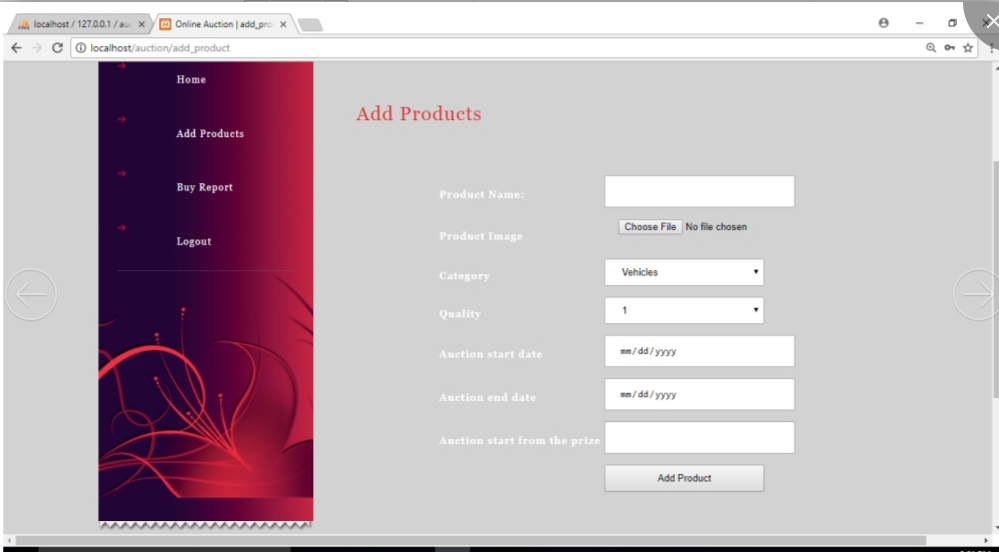 localhost / 127.0.0.1 / au
Online Auction | add_pro
localhost/auction/add_product
Home
Add Products
Buy Report
Logout
Add Products
Product Name:
Product Image
Choose File No file chosen
Category
Vehicles
Quality
1
Auction start date
mm/dd/yyyy
Auction end date
mm/dd/yyyy
Auction start from the prize
Add Product